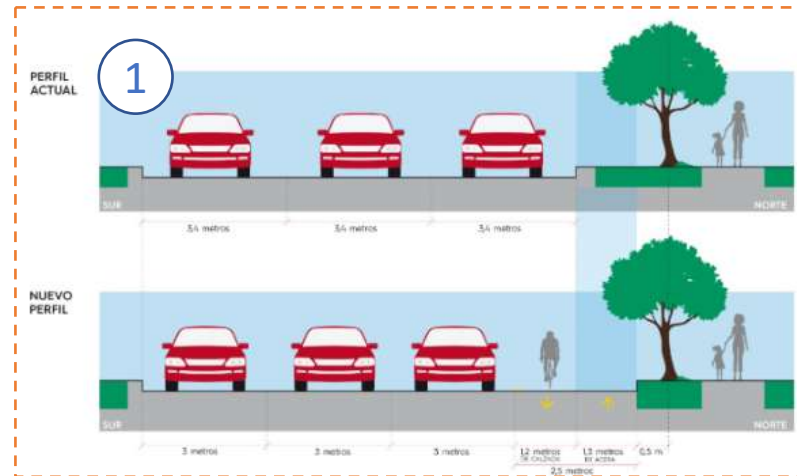 PERFIL
ACTUAL
1
SUR
NORTE
3,4 metros
3,4 metros
3,4 metros
NUEVO
PERFIL
SUR
NORTE
3 metros
3 metros
3 metros
1,2 metros
DE CALZADA
1,3 metros
EN ACERA
0,5 m
2,5 metros